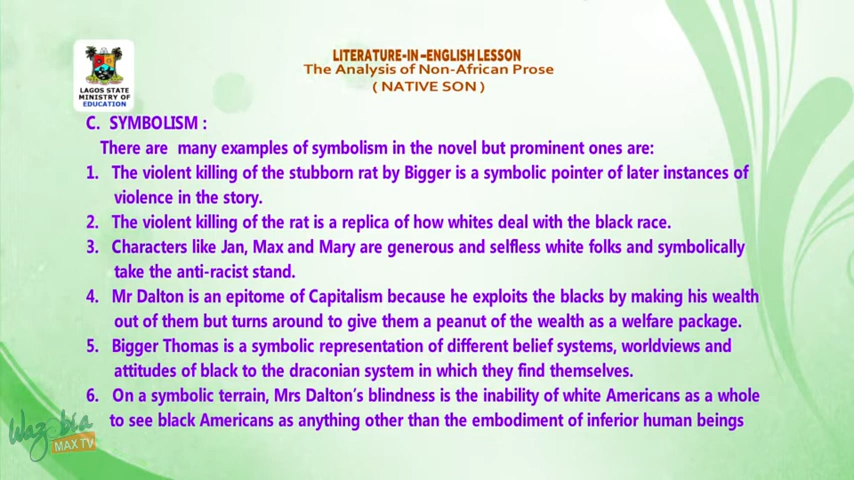 LITERATURE-IN-ENGLISH LESSON
The Analysis of Non-African Prose
( NATIVE SON )
LAGOS STATE
MINISTRY OF
EDUCATION
C. SYMBOLISM :
There are many examples of symbolism in the novel but prominent ones are:
1. The violent killing of the stubborn rat by Bigger is a symbolic pointer of later instances of
violence in the story.
2. The violent killing of the rat is a replica of how whites deal with the black race.
3. Characters like Jan, Max and Mary are generous and selfless white folks and symbolically
take the anti-racist stand.
4. Mr Dalton is an epitome of Capitalism because he exploits the blacks by making his wealth
out of them but turns around to give them a peanut of the wealth as a welfare package.
5. Bigger Thomas is a symbolic representation of different belief systems, worldviews and
attitudes of black to the draconian system in which they find themselves.
6. On a symbolic terrain, Mrs Dalton's blindness is the inability of white Americans as a whole
to see black Americans as anything other than the embodiment of inferior human beings
Wazobia
MAX TV